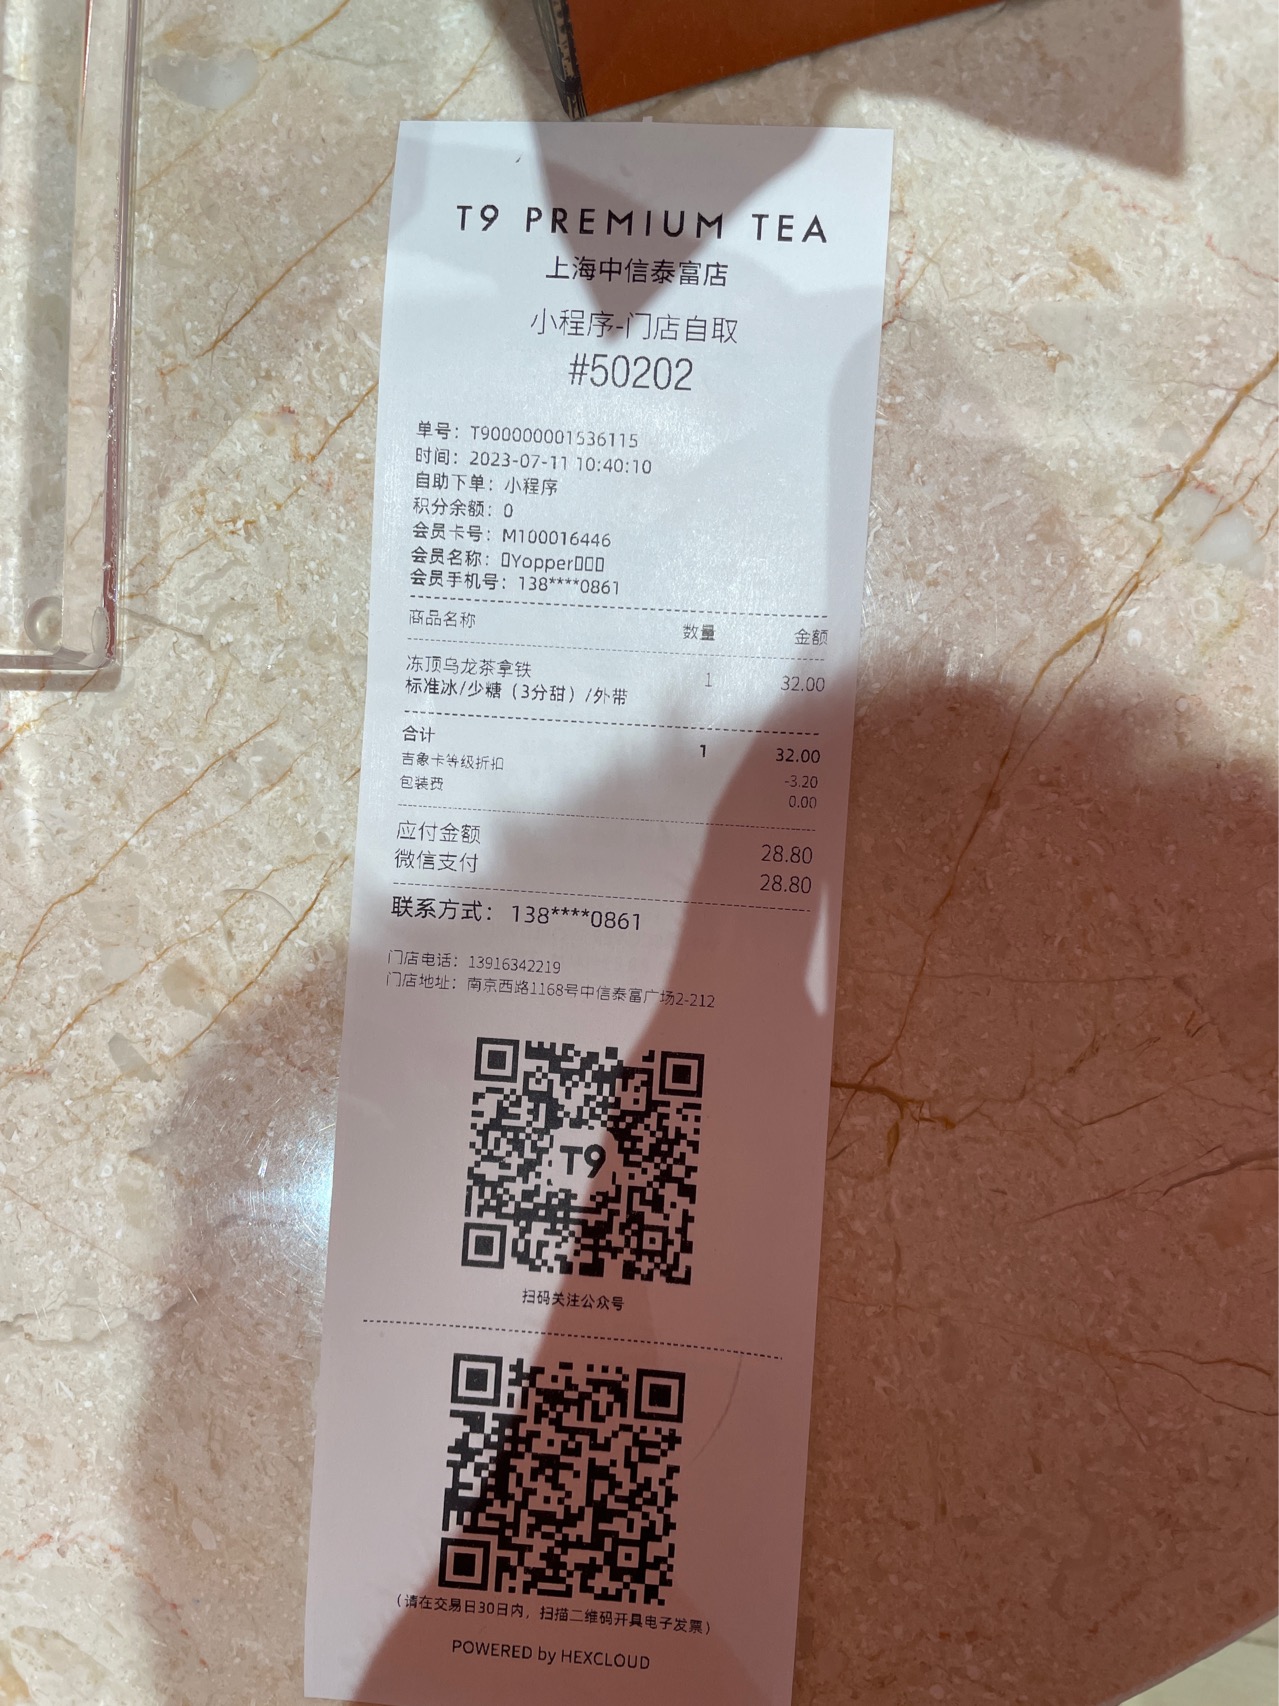 T9 PREMIUM TEA
上海中信泰富店
小程序-门店自取
#50202
单号：T900000001536115
时间：2023-07-11 10:40:10
自助下单：小程序
积分余额：0
会员卡号：M100016446
会员名称：▯Yopper▯▯▯
会员手机号：138****0861
商品名称 数量 金额
冻顶乌龙茶拿铁 1 32.00
标准冰/少糖（3分甜）/外带
合计 1 32.00
吉象卡等级折扣 -3.20
包装费 0.00
应付金额 28.80
微信支付 28.80
联系方式：138****0861
门店电话：13916342219
门店地址：南京西路1168号中信泰富广场2-212
T9
扫码关注公众号
（请在交易日30日内，扫描二维码开具电子发票）
POWERED by HEXCLOUD